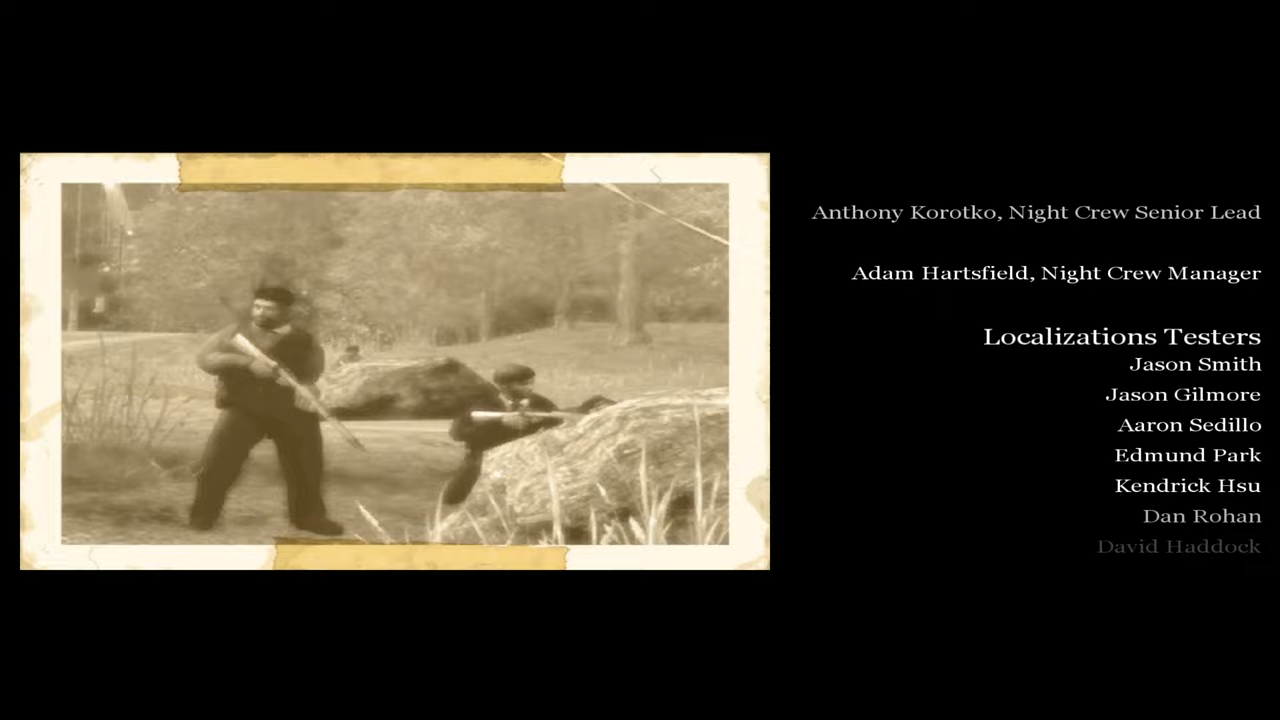 Anthony Korotko, Night Crew Senior Lead
Adam Hartsfield, Night Crew Manager
Localizations Testers
Jason Smith
Jason Gilmore
Aaron Sedillo
Edmund Park
Kendrick Hsu
Dan Rohan
David Haddock